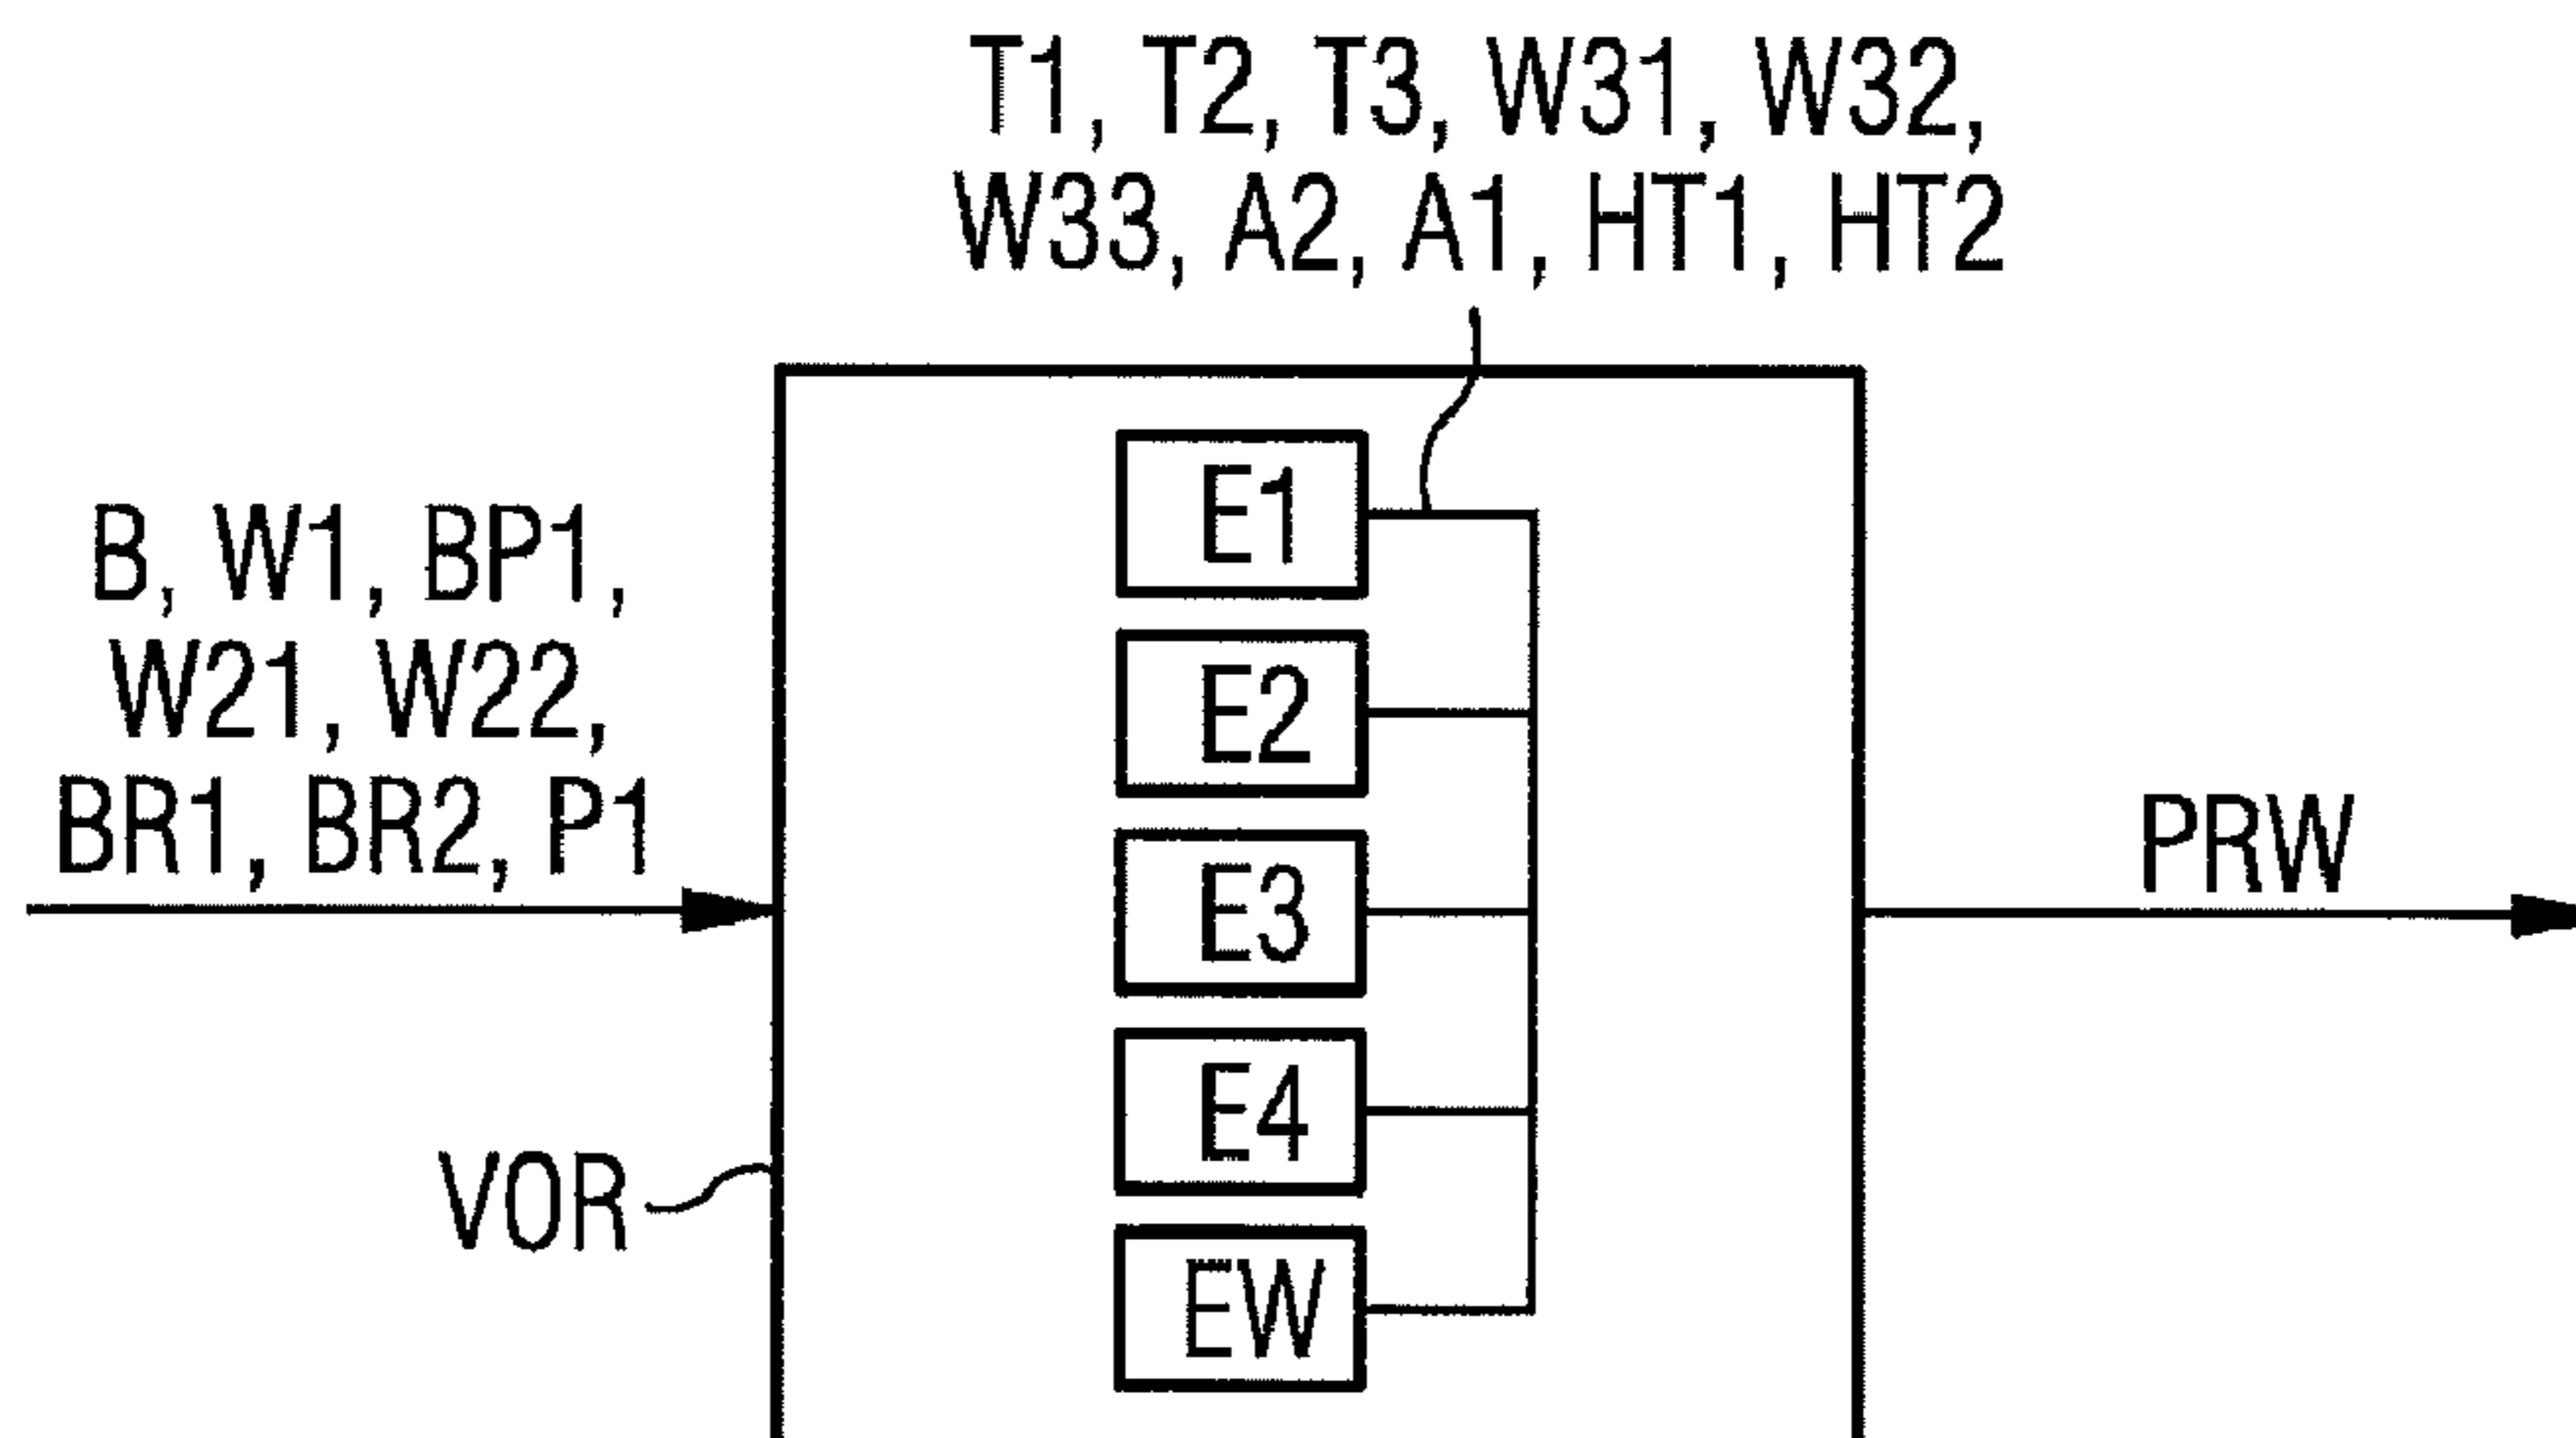 T1, T2, T3, W31, W32,
W33, A2, A1, HT1, HT2
E1
B, W1, BP1,
W21, W22,
BR1, BR2, P1
E2
E3
PRW
E4
VOR
EW